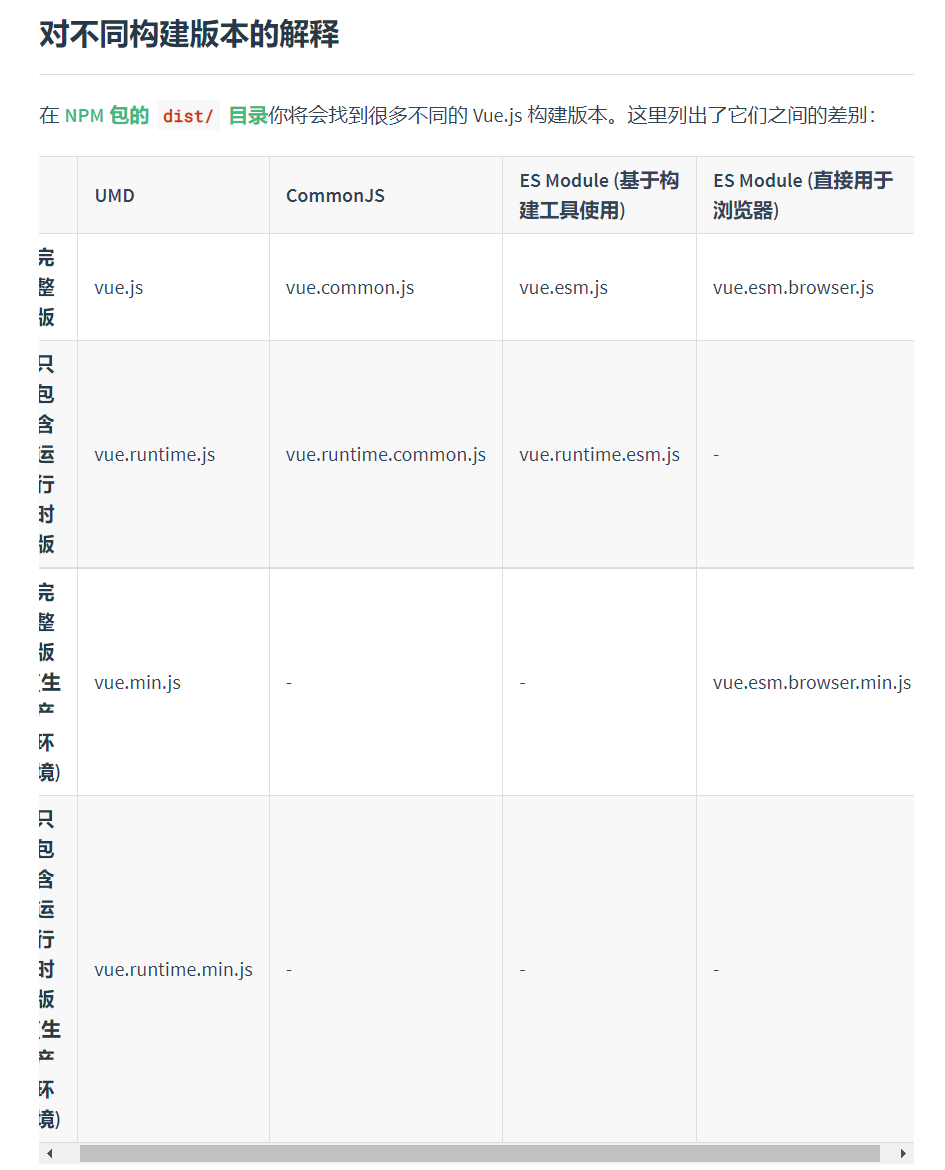 对不同构建版本的解释
在 NPM 包的 dist/ 目录你将会找到很多不同的 Vue.js 构建版本。这里列出了它们之间的差别：
UMD
CommonJS
ES Module (基于构
建工具使用)
ES Module (直接用于
浏览器)
完
整
版
vue.js
vue.common.js
vue.esm.js
vue.esm.browser.js
只
包
含
运
行
时
版
vue.runtime.js
vue.runtime.common.js
vue.runtime.esm.js
-
完
整
版
(生
产
环
境)
vue.min.js
-
-
vue.esm.browser.min.js
只
包
含
运
行
时
版
(生
产
环
境)
vue.runtime.min.js
-
-
-